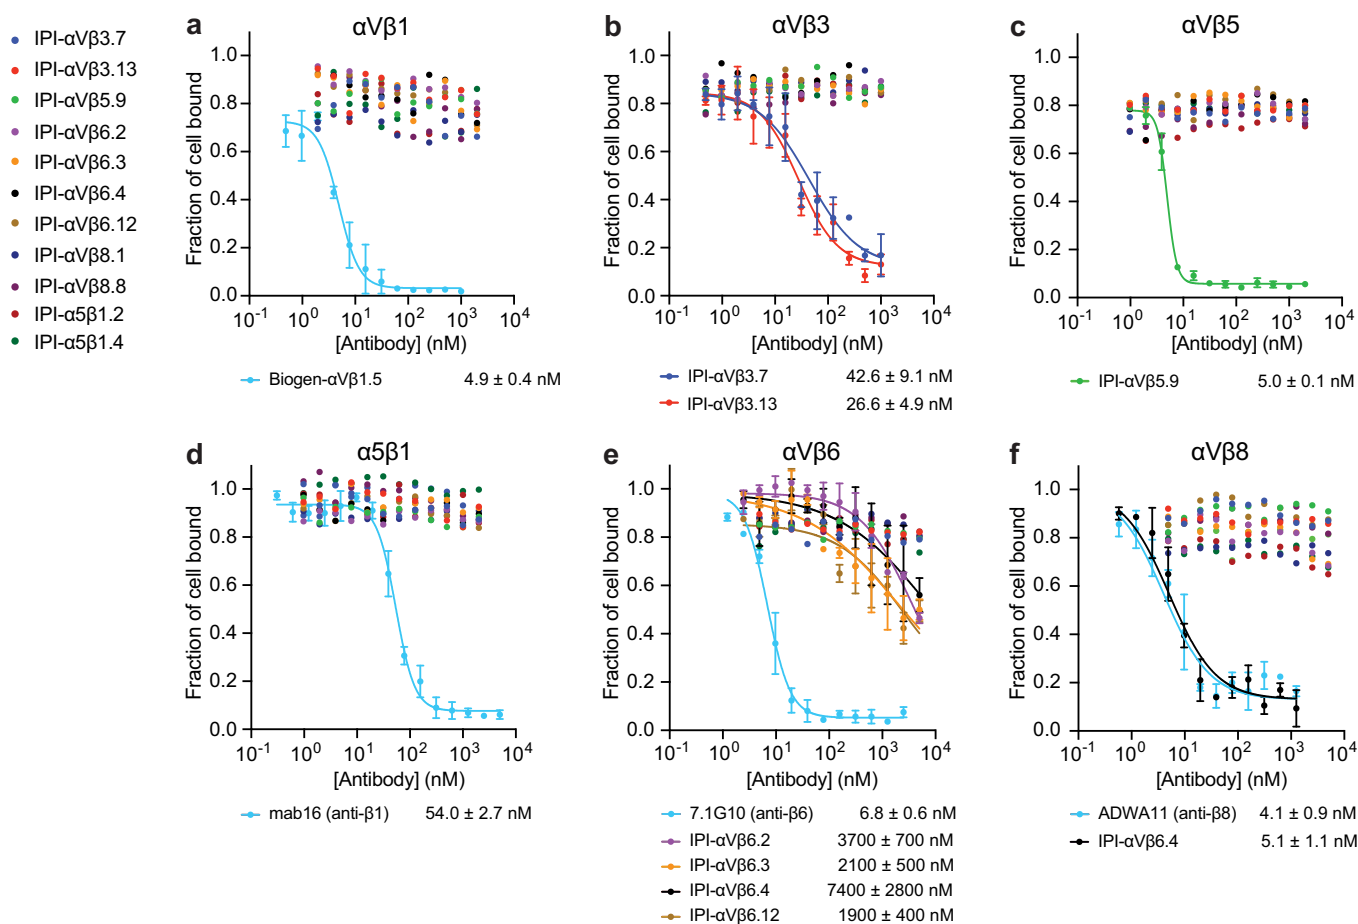 IPI-αVβ3.7
IPI-αVβ3.13
IPI-αVβ5.9
IPI-αVβ6.2
IPI-αVβ6.3
IPI-αVβ6.4
IPI-αVβ6.12
IPI-αVβ8.1
IPI-αVβ8.8
IPI-α5β1.2
IPI-α5β1.4
a
αVβ1
Fraction of cell bound
1.0
0.8
0.6
0.4
0.2
0.0
10⁻¹ 10⁰ 10¹ 10² 10³ 10⁴
[Antibody] (nM)
Biogen-αVβ1.5 4.9 ± 0.4 nM
b
αVβ3
Fraction of cell bound
1.0
0.8
0.6
0.4
0.2
0.0
10⁻¹ 10⁰ 10¹ 10² 10³ 10⁴
[Antibody] (nM)
IPI-αVβ3.7 42.6 ± 9.1 nM
IPI-αVβ3.13 26.6 ± 4.9 nM
c
αVβ5
Fraction of cell bound
1.0
0.8
0.6
0.4
0.2
0.0
10⁰ 10¹ 10² 10³ 10⁴
[Antibody] (nM)
IPI-αVβ5.9 5.0 ± 0.1 nM
d
α5β1
Fraction of cell bound
1.0
0.8
0.6
0.4
0.2
0.0
10⁻¹ 10⁰ 10¹ 10² 10³ 10⁴
[Antibody] (nM)
mab16 (anti-β1) 54.0 ± 2.7 nM
e
αVβ6
Fraction of cell bound
1.0
0.8
0.6
0.4
0.2
0.0
10⁰ 10¹ 10² 10³ 10⁴
[Antibody] (nM)
7.1G10 (anti-β6) 6.8 ± 0.6 nM
IPI-αVβ6.2 3700 ± 700 nM
IPI-αVβ6.3 2100 ± 500 nM
IPI-αVβ6.4 7400 ± 2800 nM
IPI-αVβ6.12 1900 ± 400 nM
f
αVβ8
Fraction of cell bound
1.0
0.8
0.6
0.4
0.2
0.0
10⁻¹ 10⁰ 10¹ 10² 10³ 10⁴
[Antibody] (nM)
ADWA11 (anti-β8) 4.1 ± 0.9 nM
IPI-αVβ6.4 5.1 ± 1.1 nM